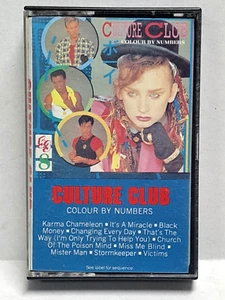 CULTURE CLUB
COLOUR BY NUMBERS
CULTURE CLUB
COLOUR BY NUMBERS
Karma Chameleon • It's A Miracle • Black
Money • Changing Every Day • That's The
Way (I'm Only Trying To Help You) • Church
Of The Poison Mind • Miss Me Blind •
Mister Man • Stormkeeper • Victims
See label for sequence.